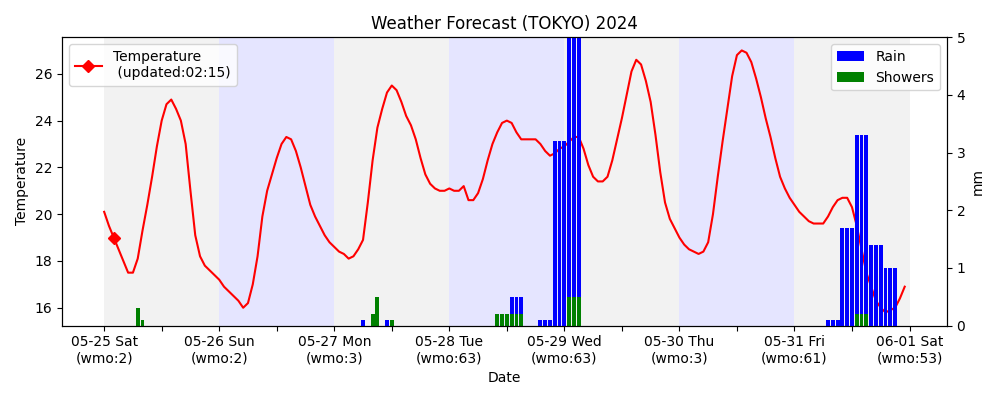 Weather Forecast (TOKYO) 2024
Temperature
(updated:02:15)
Rain
Showers
Temperature
26
24
22
20
18
16
5
4
3
2
1
0
mm
05-25 Sat
(wmo:2)
05-26 Sun
(wmo:2)
05-27 Mon
(wmo:3)
05-28 Tue
(wmo:63)
05-29 Wed
(wmo:63)
05-30 Thu
(wmo:3)
05-31 Fri
(wmo:61)
06-01 Sat
(wmo:53)
Date